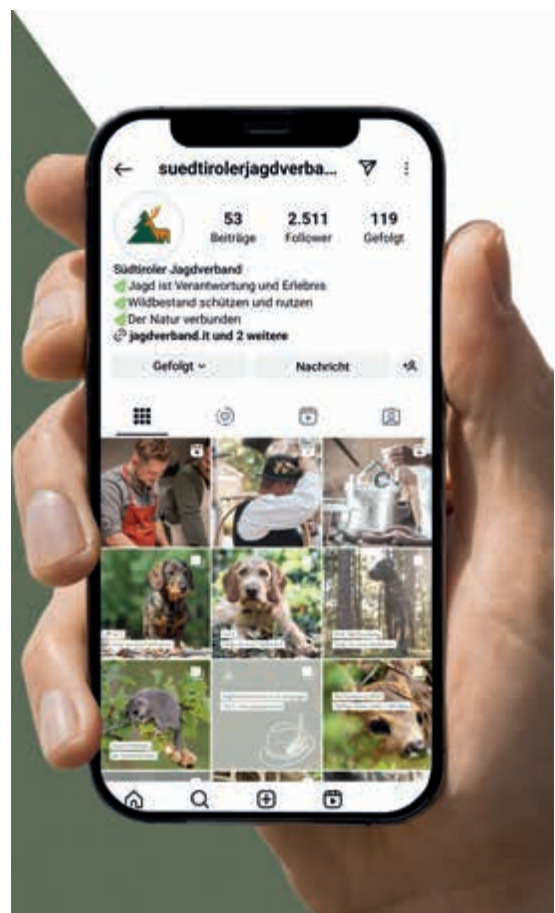 suedtirolerjagdverba...
53 2.511 119
Beiträge Follower Gefolgt
Südtiroler Jagdverband
Jagd ist Verantwortung und Erlebnis
Wildbestand schützen und nutzen
Der Natur verbunden
jagdverband.it und 2 weitere
Gefolgt Nachricht